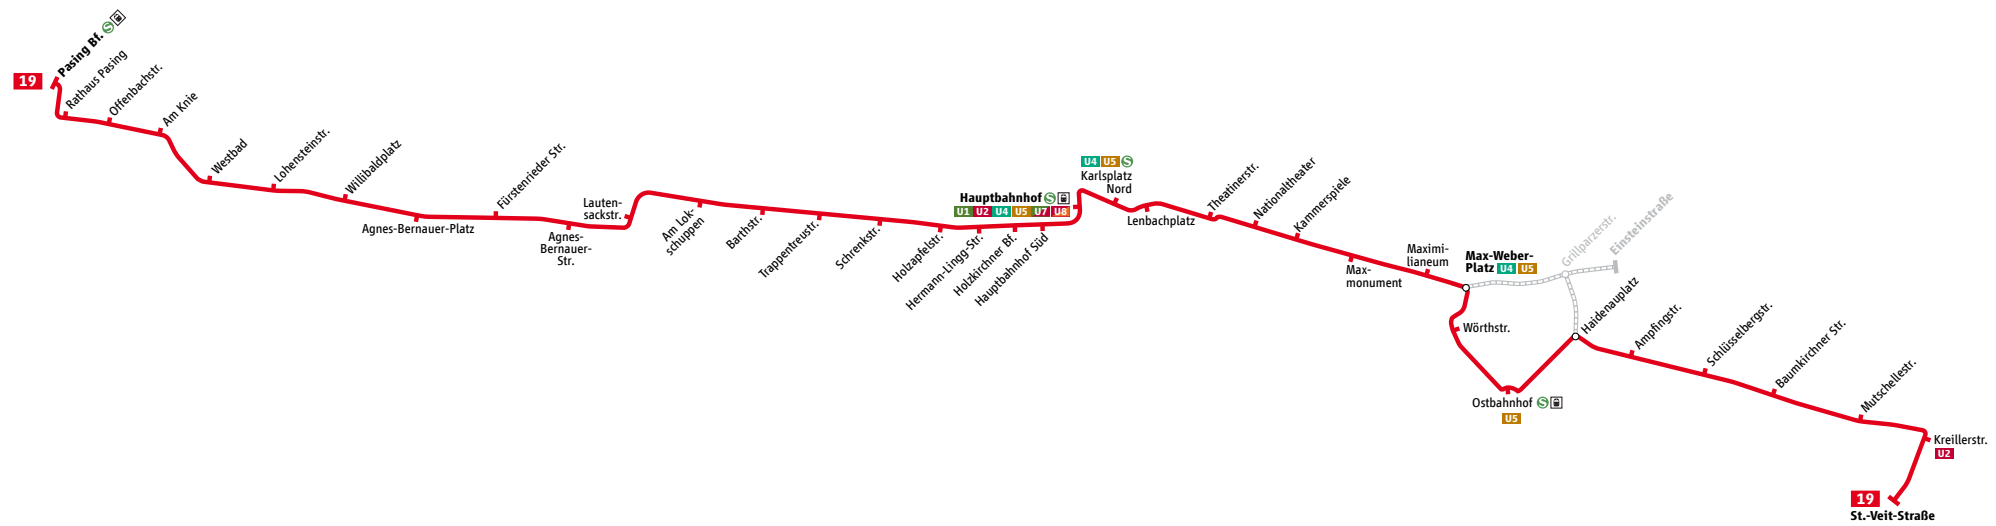 19
Pasing Bf. S
Rathaus Pasing
Offenbachstr.
Am Knie
Westbad
Lohensteinstr.
Willibaldplatz
Agnes-Bernauer-Platz
Fürstenrieder Str.
Agnes-
Bernauer-
Str.
Lauten-
sackstr.
Am Lok-
schuppen
Barthstr.
Trappentreustr.
Schrenkstr.
Holzapfelstr.
Hermann-Lingg-Str.
Holzkirchner Bf.
Hauptbahnhof Süd
Hauptbahnhof S
U1 U2 U4 U5 U7 U8
U4 U5 S
Karlsplatz
Nord
Lenbachplatz
Theatinerstr.
Nationaltheater
Kammerspiele
Max-
monument
Maximi-
lianeum
Max-Weber-
Platz U4 U5
Grillparzerstr.
Einsteinstraße
Wörthstr.
Ostbahnhof S
U5
Haidenauplatz
Ampfingstr.
Schlüsselbergstr.
Baumkirchner Str.
Mutschellestr.
Kreillerstr.
U2
19
St.-Veit-Straße